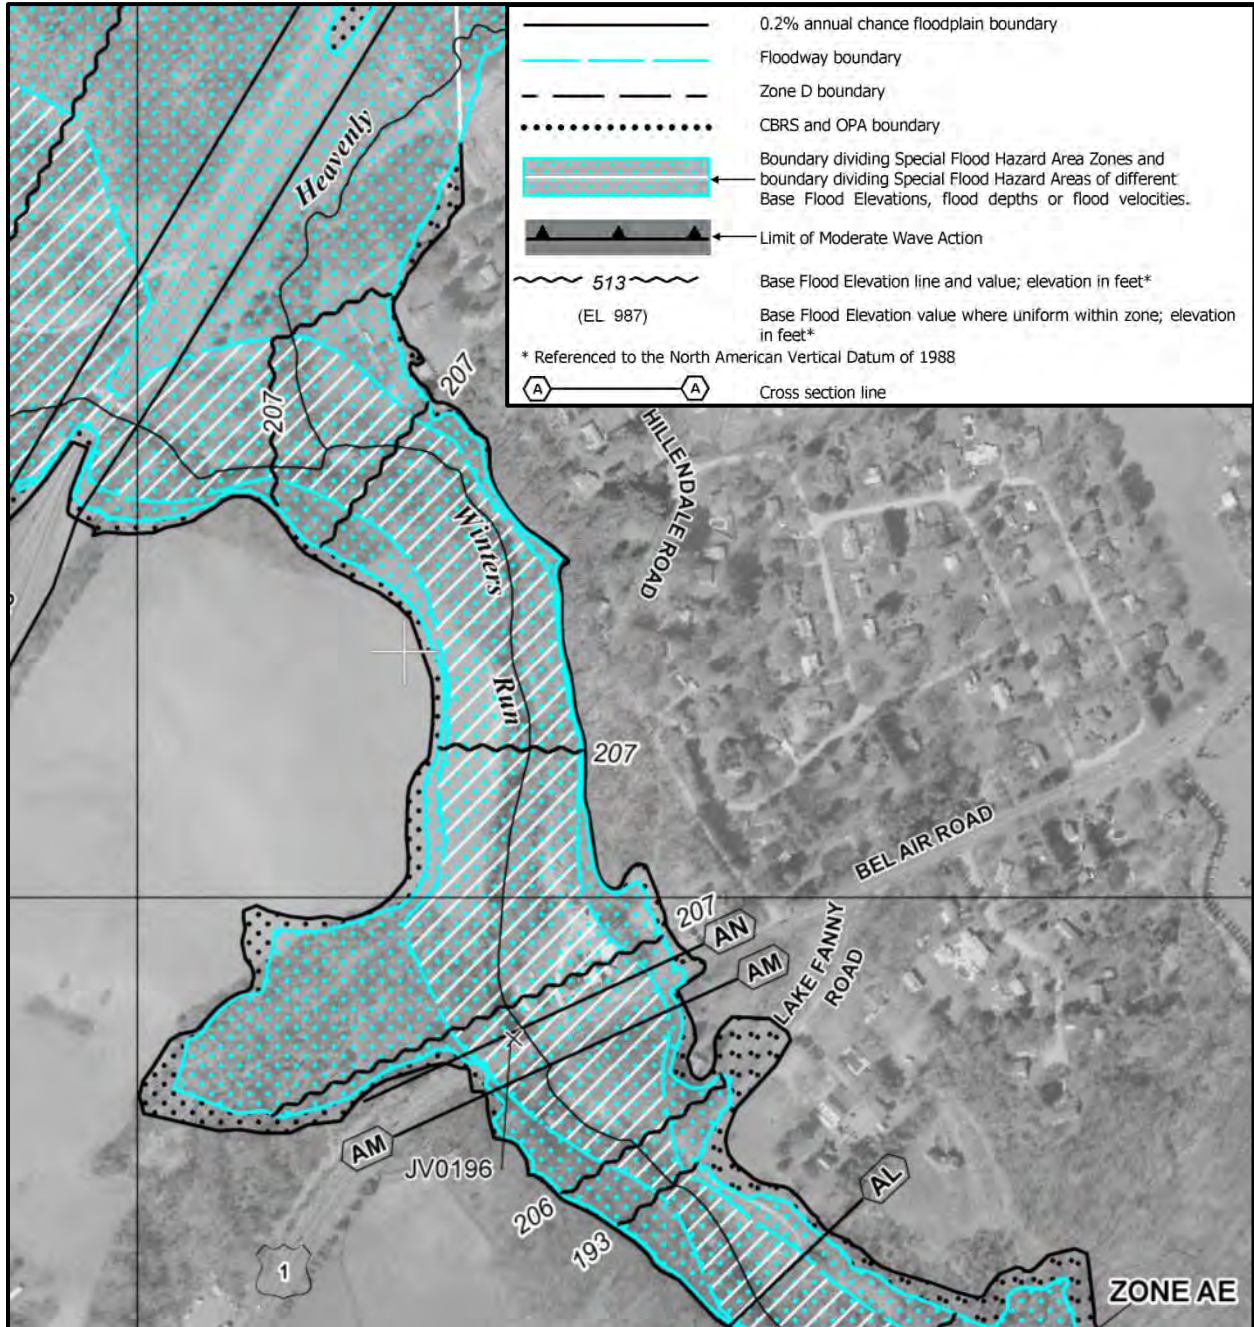 0.2% annual chance floodplain boundary
Floodway boundary
Zone D boundary
CBRS and OPA boundary
Boundary dividing Special Flood Hazard Area Zones and
boundary dividing Special Flood Hazard Areas of different
Base Flood Elevations, flood depths or flood velocities.
Limit of Moderate Wave Action
513
Base Flood Elevation line and value; elevation in feet*
(EL 987)
Base Flood Elevation value where uniform within zone; elevation
in feet*
* Referenced to the North American Vertical Datum of 1988
A
A
Cross section line
Heavenly
207
207
HILLENDALE
ROAD
Winters
Run
207
BEL AIR ROAD
207
AN
AM
LAKE FANNY
ROAD
AM
JV0196
AL
206
193
1
ZONE AE